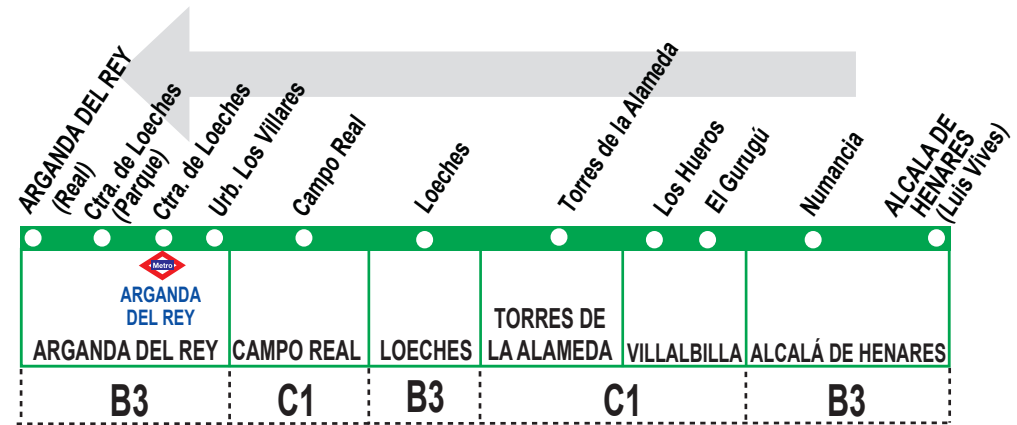 ARGANDA DEL REY
(Real)
Ctra. de Loeches
(Parque)
Ctra. de Loeches
Urb. Los Villares
Campo Real
Loeches
Torres de la Alameda
Los Hueros
El Gurugú
Numancia
ALCALA DE
HENARES
(Luis Vives)
Metro
ARGANDA
DEL REY
ARGANDA DEL REY
CAMPO REAL
LOECHES
TORRES DE
LA ALAMEDA
VILLALBILLA
ALCALÁ DE HENARES
B3
C1
B3
C1
B3